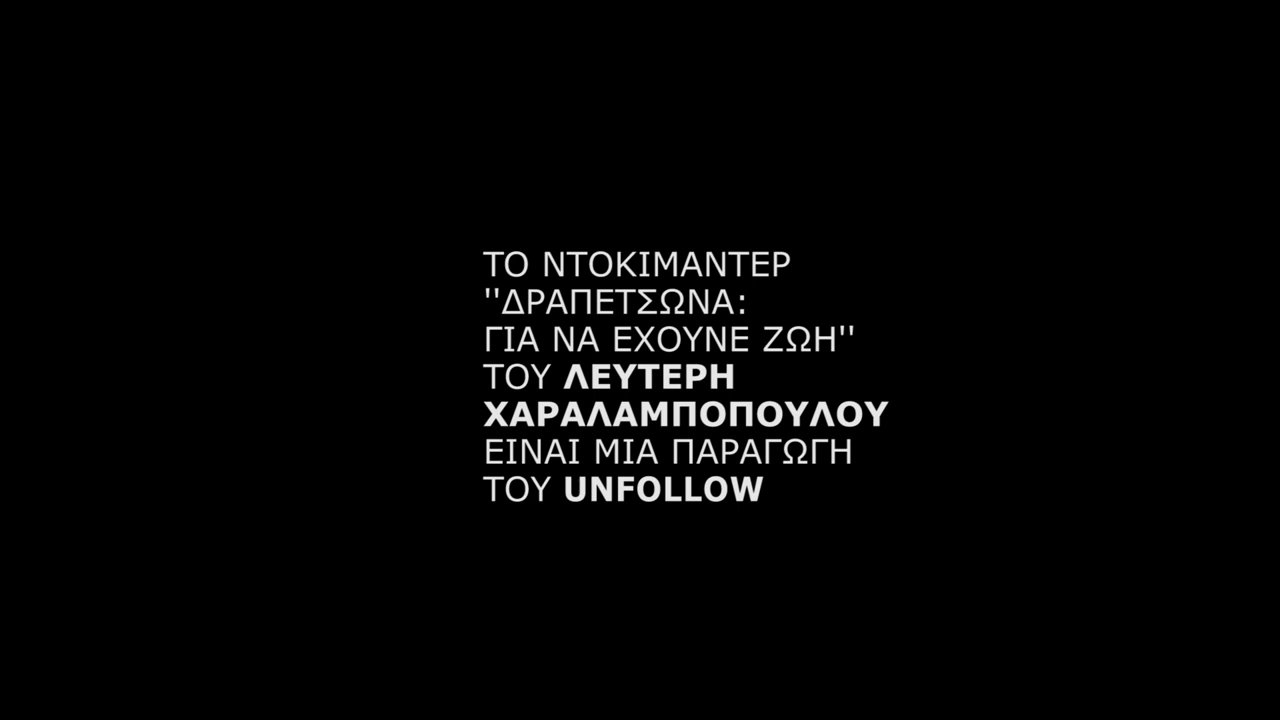 ΤΟ ΝΤΟΚΙΜΑΝΤΕΡ
''ΔΡΑΠΕΤΣΩΝΑ:
ΓΙΑ ΝΑ ΕΧΟΥΝΕ ΖΩΗ''
ΤΟΥ ΛΕΥΤΕΡΗ
ΧΑΡΑΛΑΜΠΟΠΟΥΛΟΥ
ΕΙΝΑΙ ΜΙΑ ΠΑΡΑΓΩΓΗ
ΤΟΥ UNFOLLOW